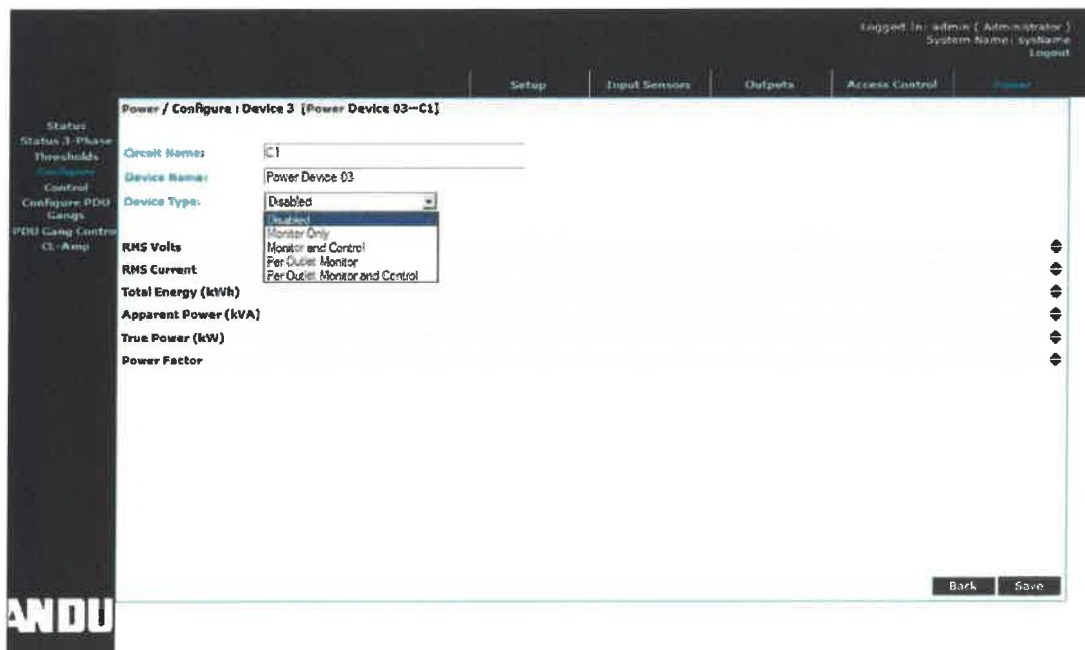 Logged In: admin ( Administrator )
System Name: sysName
Logout
Setup
Input Sensors
Outputs
Access Control
Power
Power / Configure : Device 3 [Power Device 03—C1]
Status
Status 3-Phase
Thresholds
Configure
Control
Configure PDU
Gangs
PDU Gang Contro
CL-Amp
Circuit Name:
C1
Device Name:
Power Device 03
Device Type:
Disabled
Disabled
Monitor Only
Monitor and Control
Per Outlet Monitor
Per Outlet Monitor and Control
RMS Volts
RMS Current
Total Energy (kWh)
Apparent Power (kVA)
True Power (kW)
Power Factor
Back
Save
ANDU